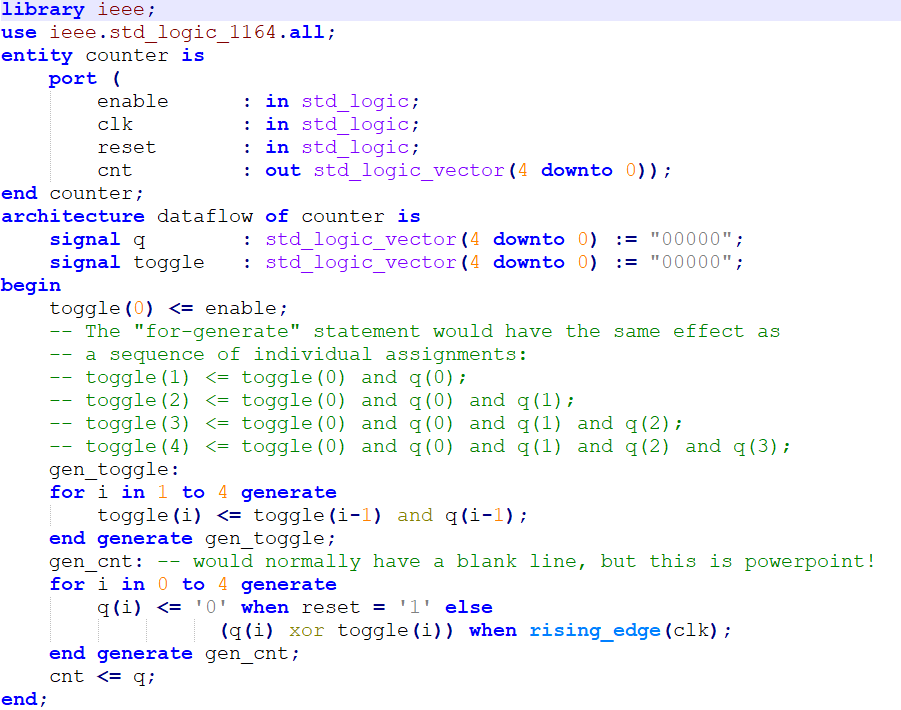 library ieee;
use ieee.std_logic_1164.all;
entity counter is
    port (
        enable      : in std_logic;
        clk         : in std_logic;
        reset       : in std_logic;
        cnt         : out std_logic_vector(4 downto 0));
end counter;
architecture dataflow of counter is
    signal q        : std_logic_vector(4 downto 0) := "00000";
    signal toggle   : std_logic_vector(4 downto 0) := "00000";
begin
    toggle(0) <= enable;
    -- The "for-generate" statement would have the same effect as
    -- a sequence of individual assignments:
    -- toggle(1) <= toggle(0) and q(0);
    -- toggle(2) <= toggle(0) and q(0) and q(1);
    -- toggle(3) <= toggle(0) and q(0) and q(1) and q(2);
    -- toggle(4) <= toggle(0) and q(0) and q(1) and q(2) and q(3);
    gen_toggle:
    for i in 1 to 4 generate
        toggle(i) <= toggle(i-1) and q(i-1);
    end generate gen_toggle;
    gen_cnt: -- would normally have a blank line, but this is powerpoint!
    for i in 0 to 4 generate
        q(i) <= '0' when reset = '1' else
                  (q(i) xor toggle(i)) when rising_edge(clk);
    end generate gen_cnt;
    cnt <= q;
end;